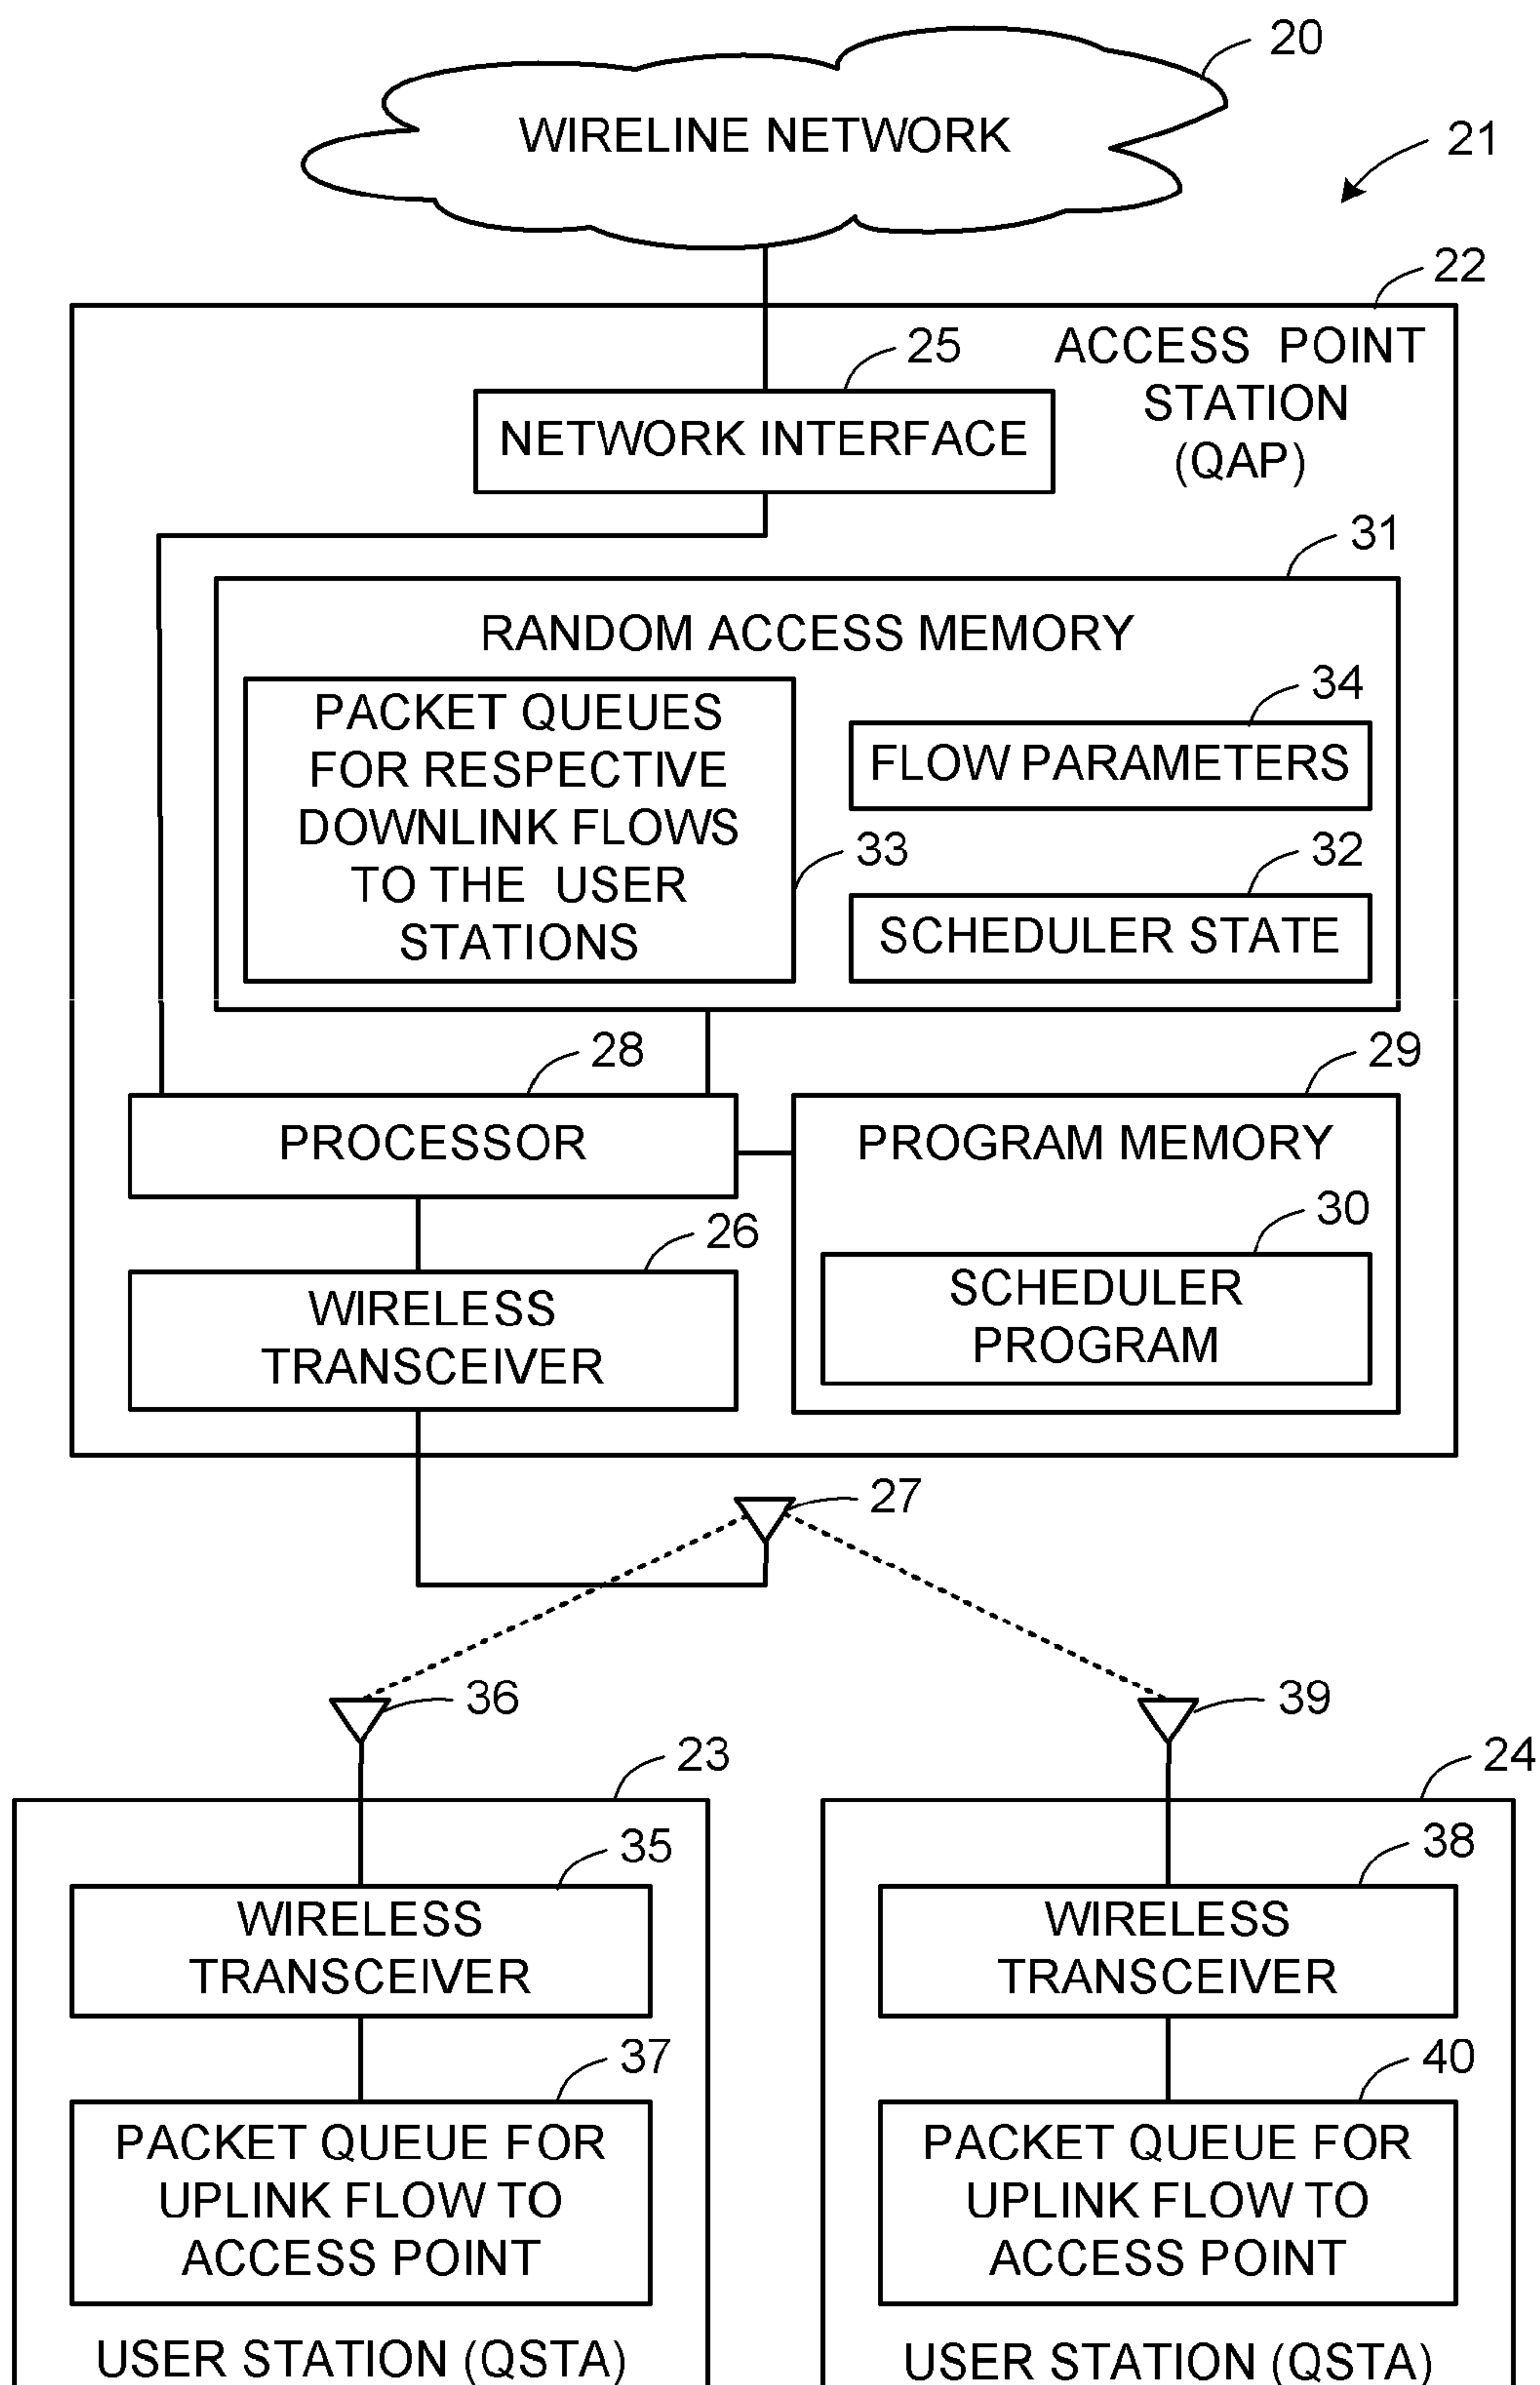 20
WIRELINE NETWORK
21
22
ACCESS POINT
STATION
(QAP)
25
NETWORK INTERFACE
31
RANDOM ACCESS MEMORY
PACKET QUEUES
FOR RESPECTIVE
DOWNLINK FLOWS
TO THE USER
STATIONS
33
34
FLOW PARAMETERS
32
SCHEDULER STATE
28
PROCESSOR
29
PROGRAM MEMORY
30
SCHEDULER
PROGRAM
26
WIRELESS
TRANSCEIVER
27
36
39
23
35
WIRELESS
TRANSCEIVER
37
PACKET QUEUE FOR
UPLINK FLOW TO
ACCESS POINT
USER STATION (QSTA)
24
38
WIRELESS
TRANSCEIVER
40
PACKET QUEUE FOR
UPLINK FLOW TO
ACCESS POINT
USER STATION (QSTA)